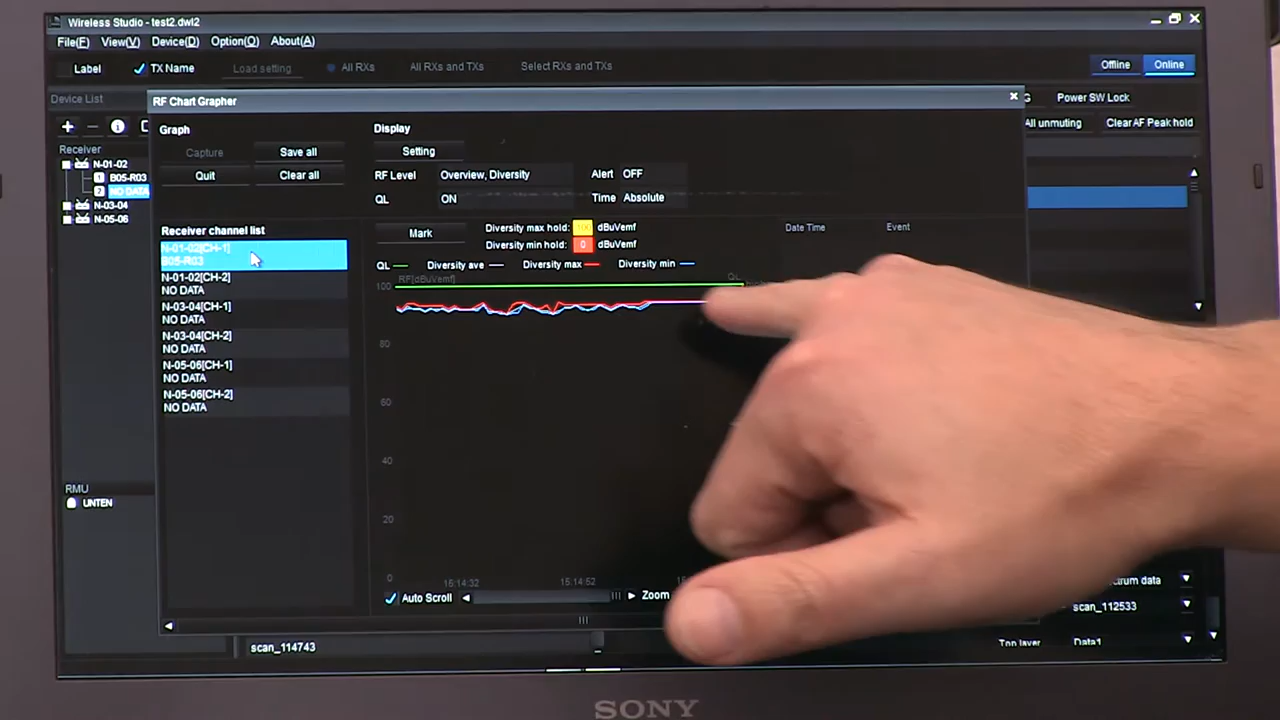 Wireless Studio - test2.dwl2
File(F) View(V) Device(D) Option(O) About(A)
Label TX Name Load setting All RXs All RXs and TXs Select RXs and TXs Offline Online
Device List RF Chart Grapher Power SW Lock
Graph Display All unmuting Clear AF Peak hold
Capture Save all Setting
Quit Clear all RF Level Overview, Diversity Alert OFF
QL ON Time Absolute
Receiver
N-01-02
1 B05-R03
2 NO DATA
N-03-04
N-05-06
Receiver channel list
N-01-02[CH-1]
B05-R03
N-01-02[CH-2]
NO DATA
N-03-04[CH-1]
NO DATA
N-03-04[CH-2]
NO DATA
N-05-06[CH-1]
NO DATA
N-05-06[CH-2]
NO DATA
Mark
Diversity max hold: 100 dBuVemf
Diversity min hold: 0 dBuVemf
Date Time Event
QL Diversity ave Diversity max Diversity min
RF[dBuVemf] QL
100
80
60
40
20
0
15:14:32 15:14:52
Auto Scroll Zoom
RMU
UNTEN
scan_114743
scan_112533
Top layer Data1
SONY